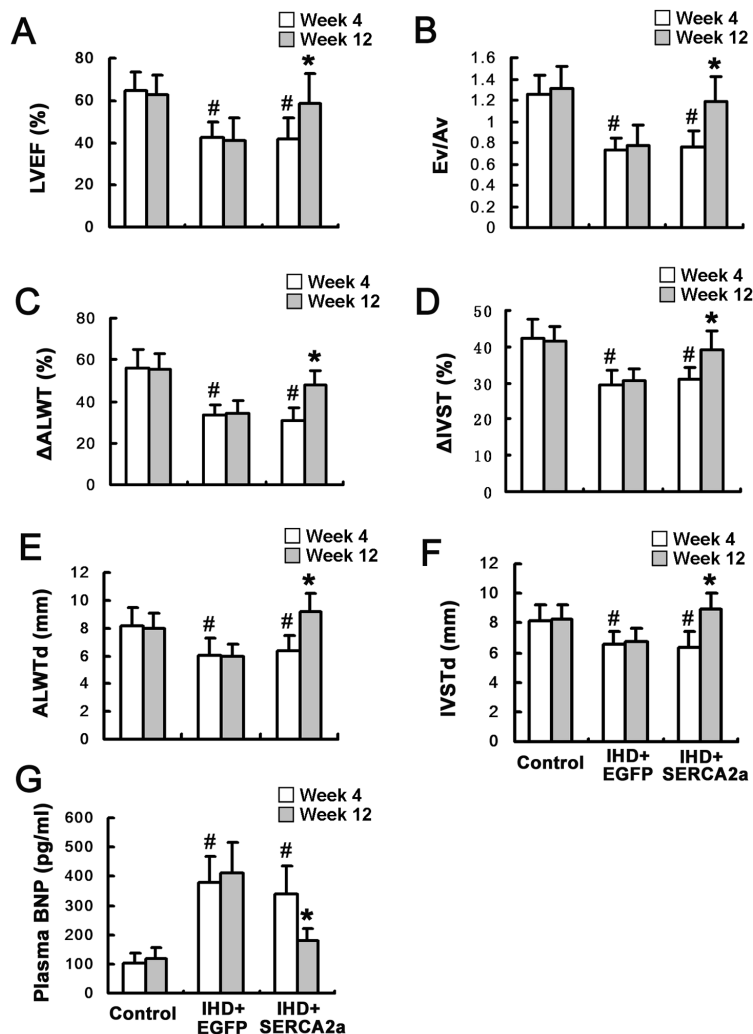 A
Week 4
Week 12
LVEF (%)
80
60
40
20
0
#
#
*
B
Week 4
Week 12
Ev/Av
1.6
1.4
1.2
1
0.8
0.6
0.4
0.2
0
#
#
*
C
Week 4
Week 12
ΔALWT (%)
80
60
40
20
0
#
#
*
D
Week 4
Week 12
ΔIVST (%)
50
40
30
20
10
0
#
#
*
E
Week 4
Week 12
ALWTd (mm)
12
10
8
6
4
2
0
#
#
*
F
Week 4
Week 12
IVSTd (mm)
12
10
8
6
4
2
0
#
#
*
Control
IHD+
EGFP
IHD+
SERCA2a
G
Week 4
Week 12
Plasma BNP (pg/ml)
600
500
400
300
200
100
0
#
#
*
Control
IHD+
EGFP
IHD+
SERCA2a